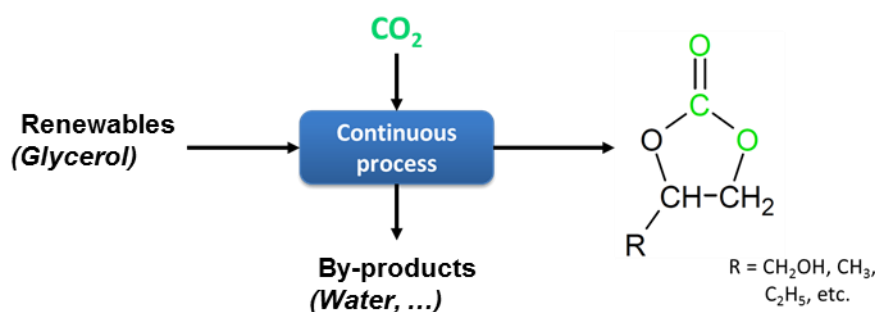 CO₂
Renewables
(Glycerol)
Continuous
process
By-products
(Water, ...)
O
C
O
O
CH
CH₂
R
R = CH₂OH, CH₃,
C₂H₅, etc.